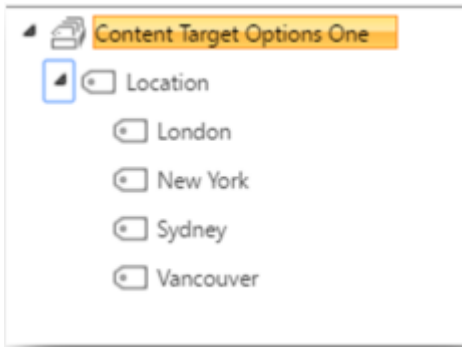 Content Target Options One
Location
London
New York
Sydney
Vancouver